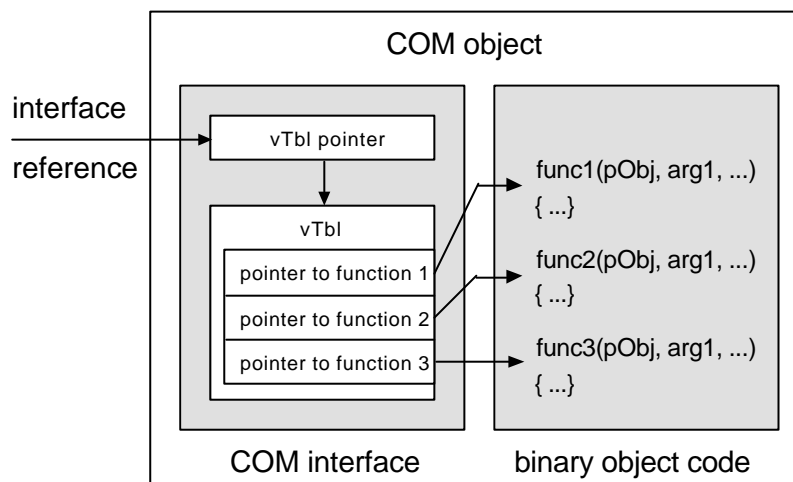 COM object
interface
reference
vTbl pointer
vTbl
pointer to function 1
pointer to function 2
pointer to function 3
func1(pObj, arg1, ...)
{ ...}
func2(pObj, arg1, ...)
{ ...}
func3(pObj, arg1, ...)
{ ...}
COM interface
binary object code